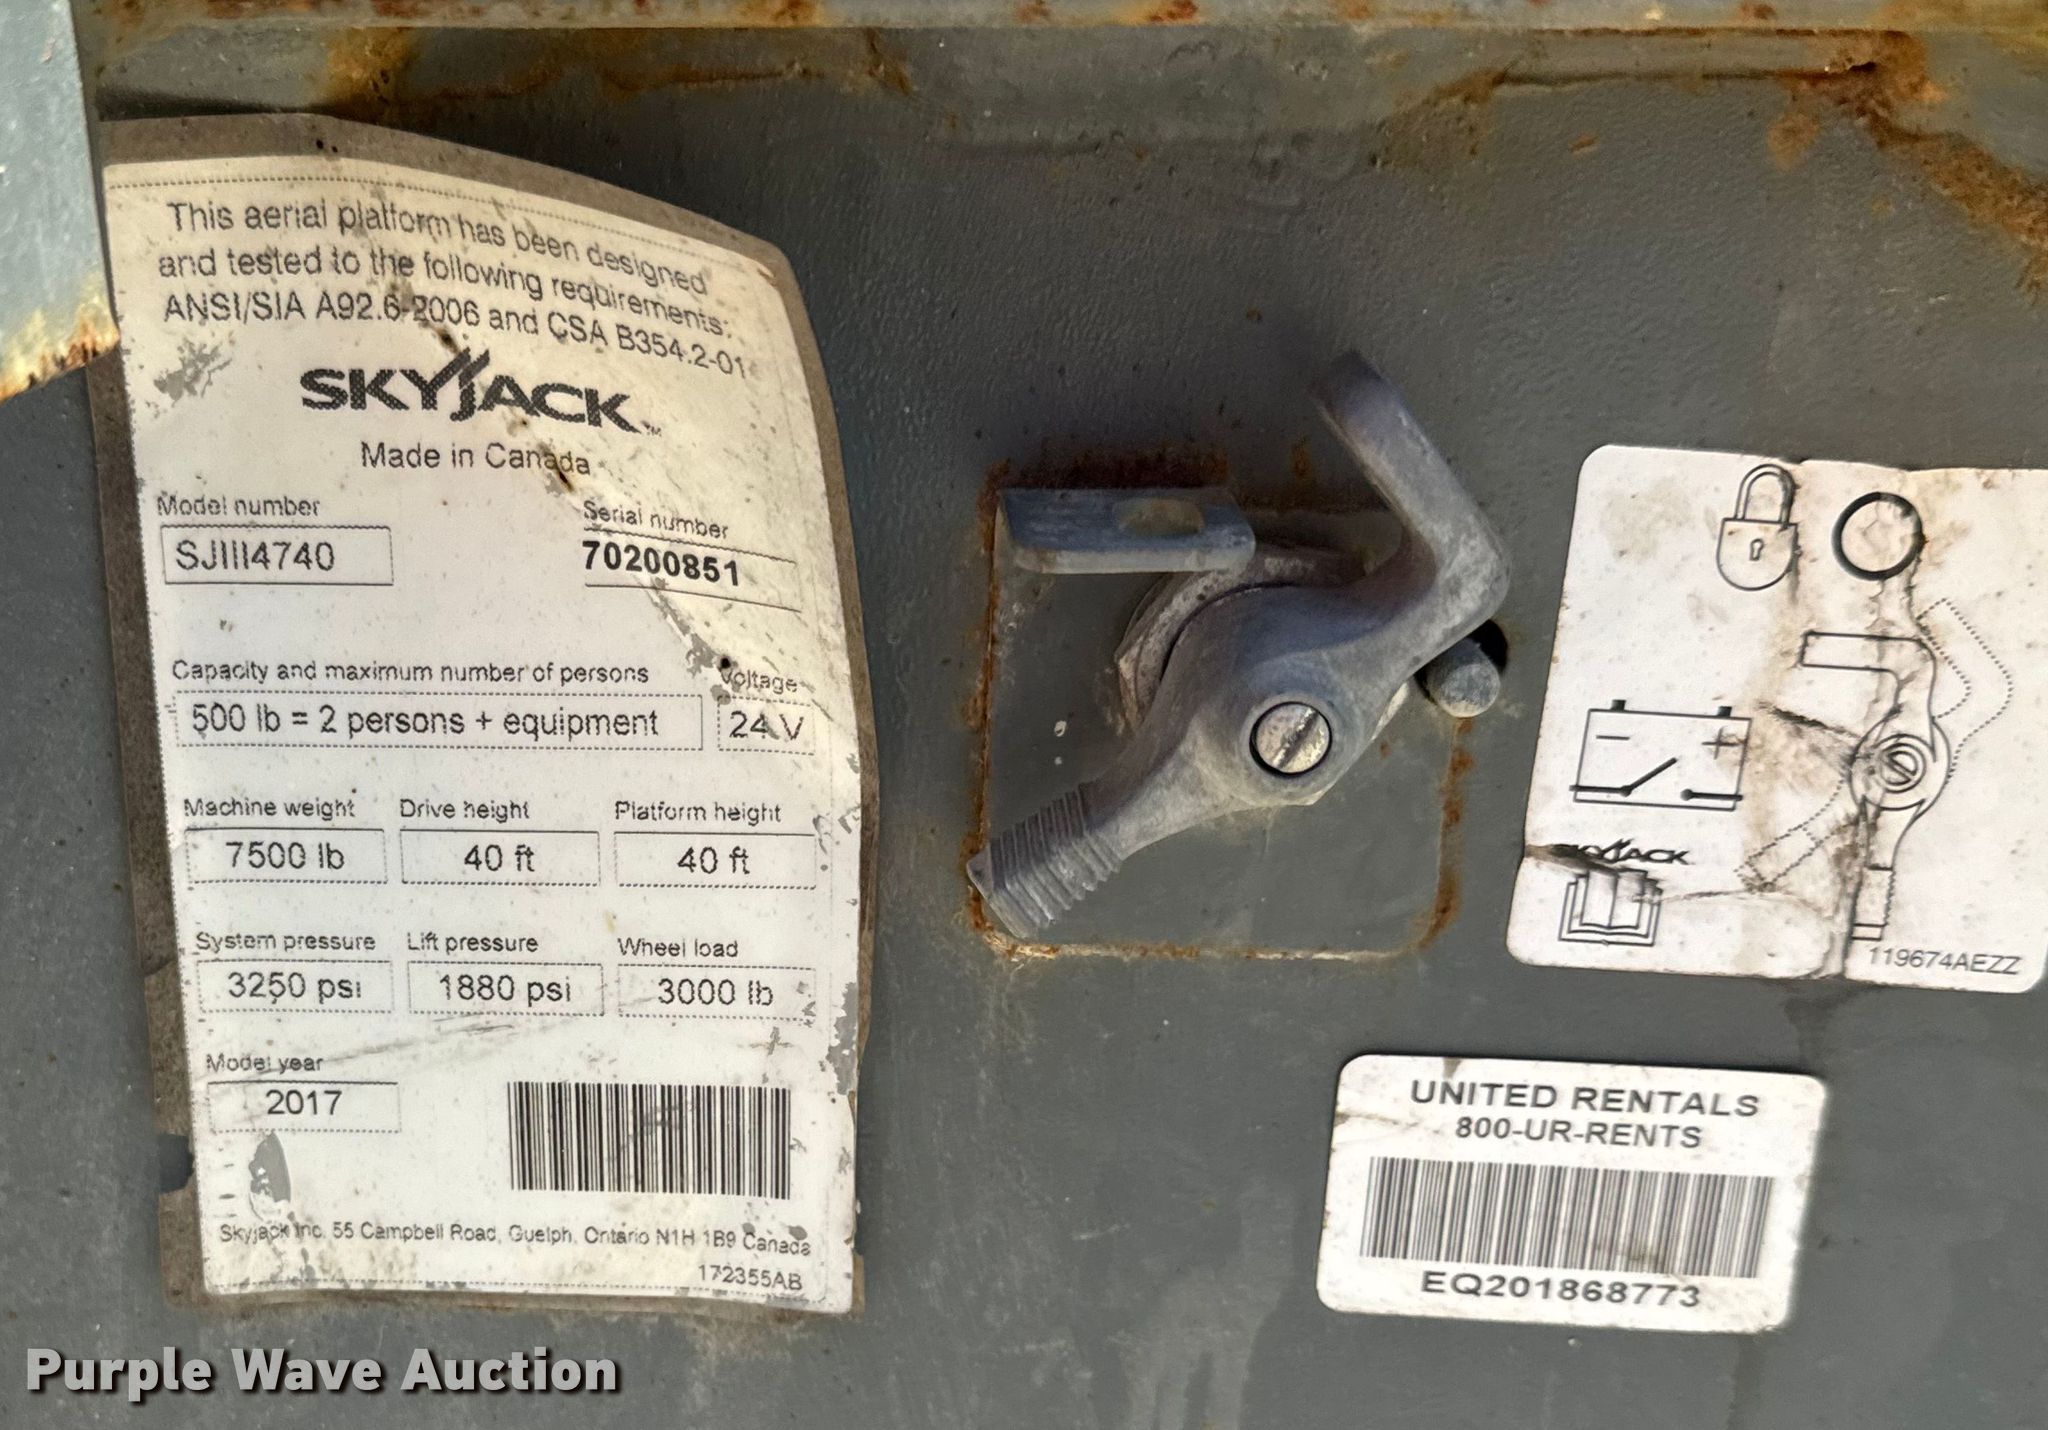 This aerial platform has been designed
and tested to the following requirements:
ANSI/SIA A92.6-2006 and CSA B354.2-01
SKYJACK™
Made in Canada
Model number
SJIII4740
Serial number
70200851
Capacity and maximum number of persons
500 lb = 2 persons + equipment
Voltage
24 V
Machine weight
7500 lb
Drive height
40 ft
Platform height
40 ft
System pressure
3250 psi
Lift pressure
1880 psi
Wheel load
3000 lb
Model year
2017
Skyjack Inc. 55 Campbell Road, Guelph, Ontario N1H 1B9 Canada
172355AB
- +
SKYJACK
119674AEZZ
UNITED RENTALS
800-UR-RENTS
EQ201868773
Purple Wave Auction